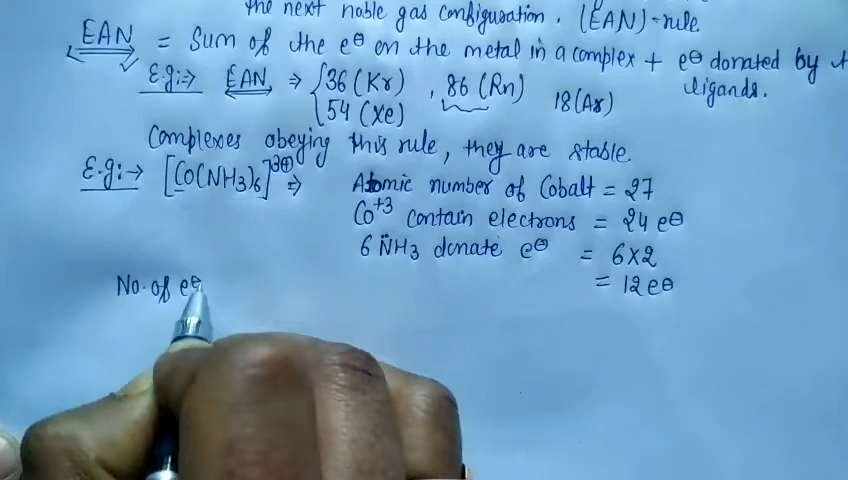 the next noble gas configuration. (EAN)-rule
EAN = Sum of the e⊖ on the metal in a complex + e⊖ donated by
ligands.
E.g:⇒ EAN ⇒ {36 (Kr), 86 (Rn) 18 (Ar)
54 (Xe)
Complexes obeying this rule, they are stable.
E.g:→ [Co(NH3)6]3⊕ ⇒ Atomic number of Cobalt = 27
Co+3 contain electrons = 24 e⊖
6 N̈H3 donate e⊖ = 6×2
= 12 e⊖
No. of e⊖